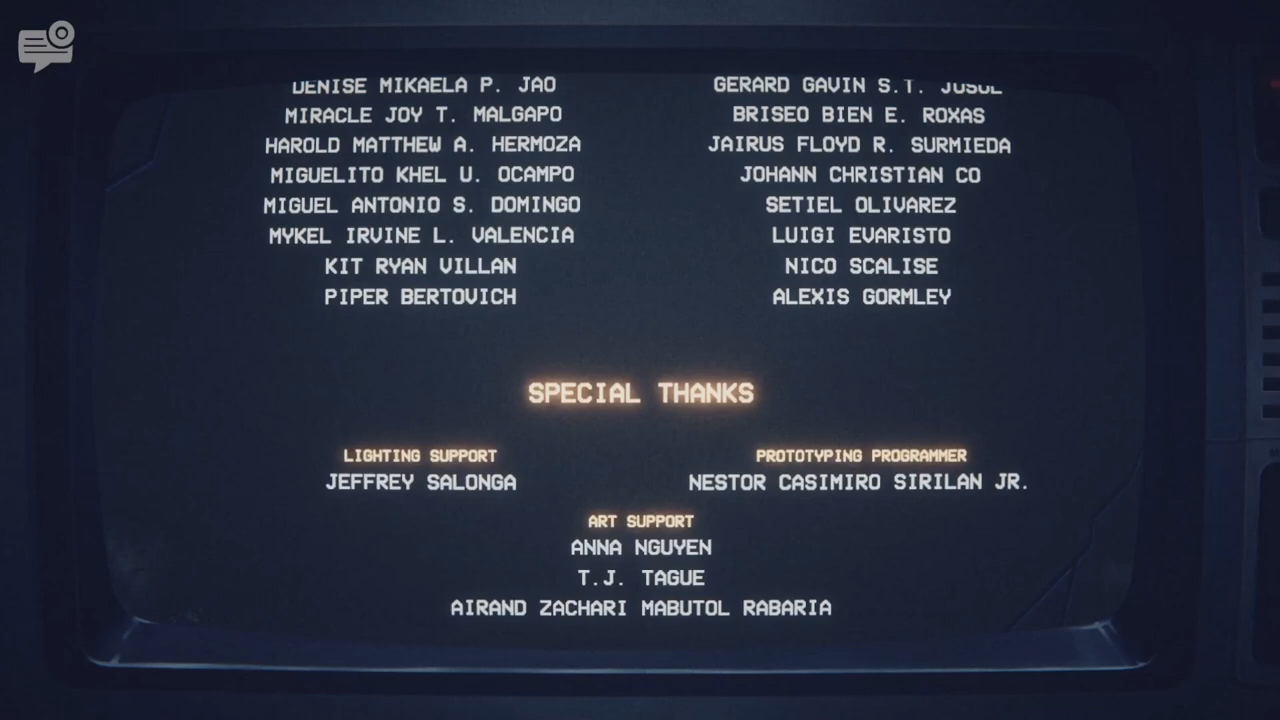 DENISE MIKAELA P. JAO
GERARD GAVIN S.T.
MIRACLE JOY T. MALGAPO
BRISEO BIEN E. ROXAS
HAROLD MATTHEW A. HERMOZA
JAIRUS FLOYD R. SURMIEDA
MIGUELITO KHEL U. OCAMPO
JOHANN CHRISTIAN CO
MIGUEL ANTONIO S. DOMINGO
SETIEL OLIVAREZ
MYKEL IRVINE L. VALENCIA
LUIGI EVARISTO
KIT RYAN VILLAN
NICO SCALISE
PIPER BERTOVICH
ALEXIS GORMLEY
SPECIAL THANKS
LIGHTING SUPPORT
JEFFREY SALONGA
PROTOTYPING PROGRAMMER
NESTOR CASIMIRO SIRILAN JR.
ART SUPPORT
ANNA NGUYEN
T.J. TAGUE
AIRAND ZACHARI MABUTOL RABARIA